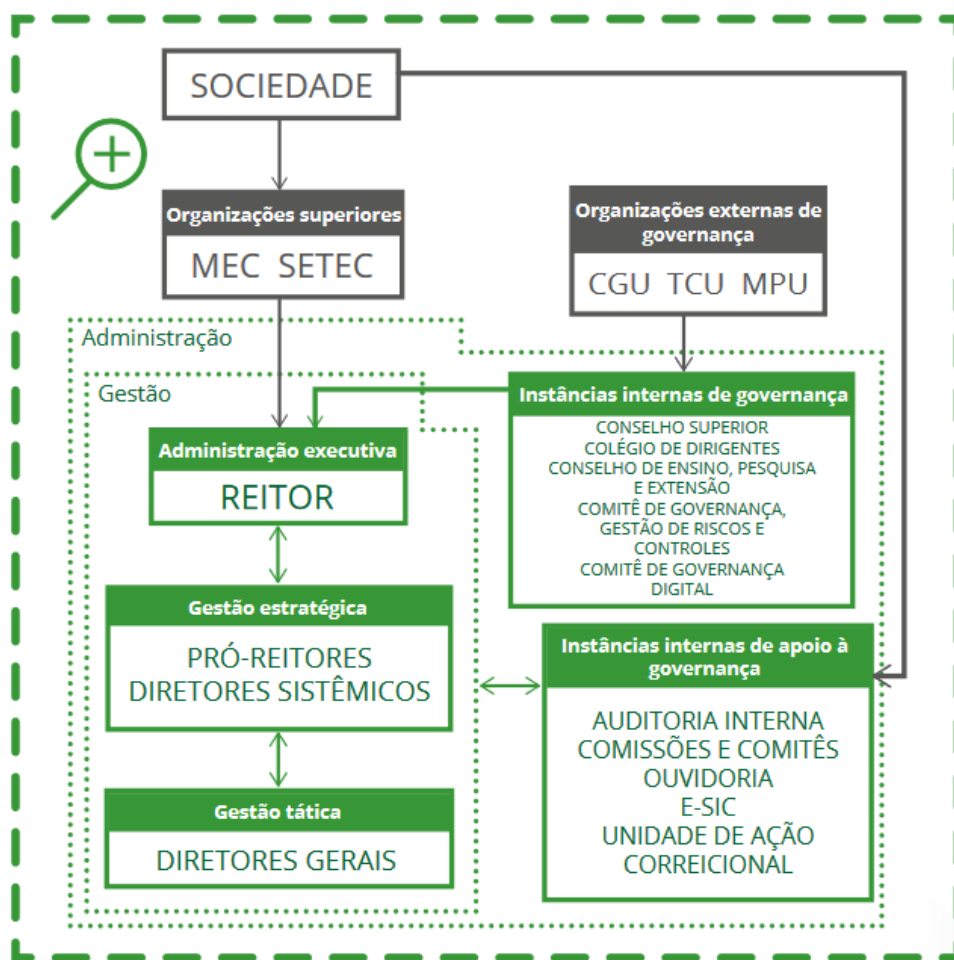 SOCIEDADE
Organizações superiores
MEC SETEC
Organizações externas de
governança
CGU TCU MPU
Administração
Gestão
Instâncias internas de governança
CONSELHO SUPERIOR
COLÉGIO DE DIRIGENTES
CONSELHO DE ENSINO, PESQUISA
E EXTENSÃO
COMITÊ DE GOVERNANÇA,
GESTÃO DE RISCOS E
CONTROLES
COMITÊ DE GOVERNANÇA
DIGITAL
Administração executiva
REITOR
Gestão estratégica
PRÓ-REITORES
DIRETORES SISTÊMICOS
Instâncias internas de apoio à
governança
AUDITORIA INTERNA
COMISSÕES E COMITÊS
OUVIDORIA
E-SIC
UNIDADE DE AÇÃO
CORREICIONAL
Gestão tática
DIRETORES GERAIS